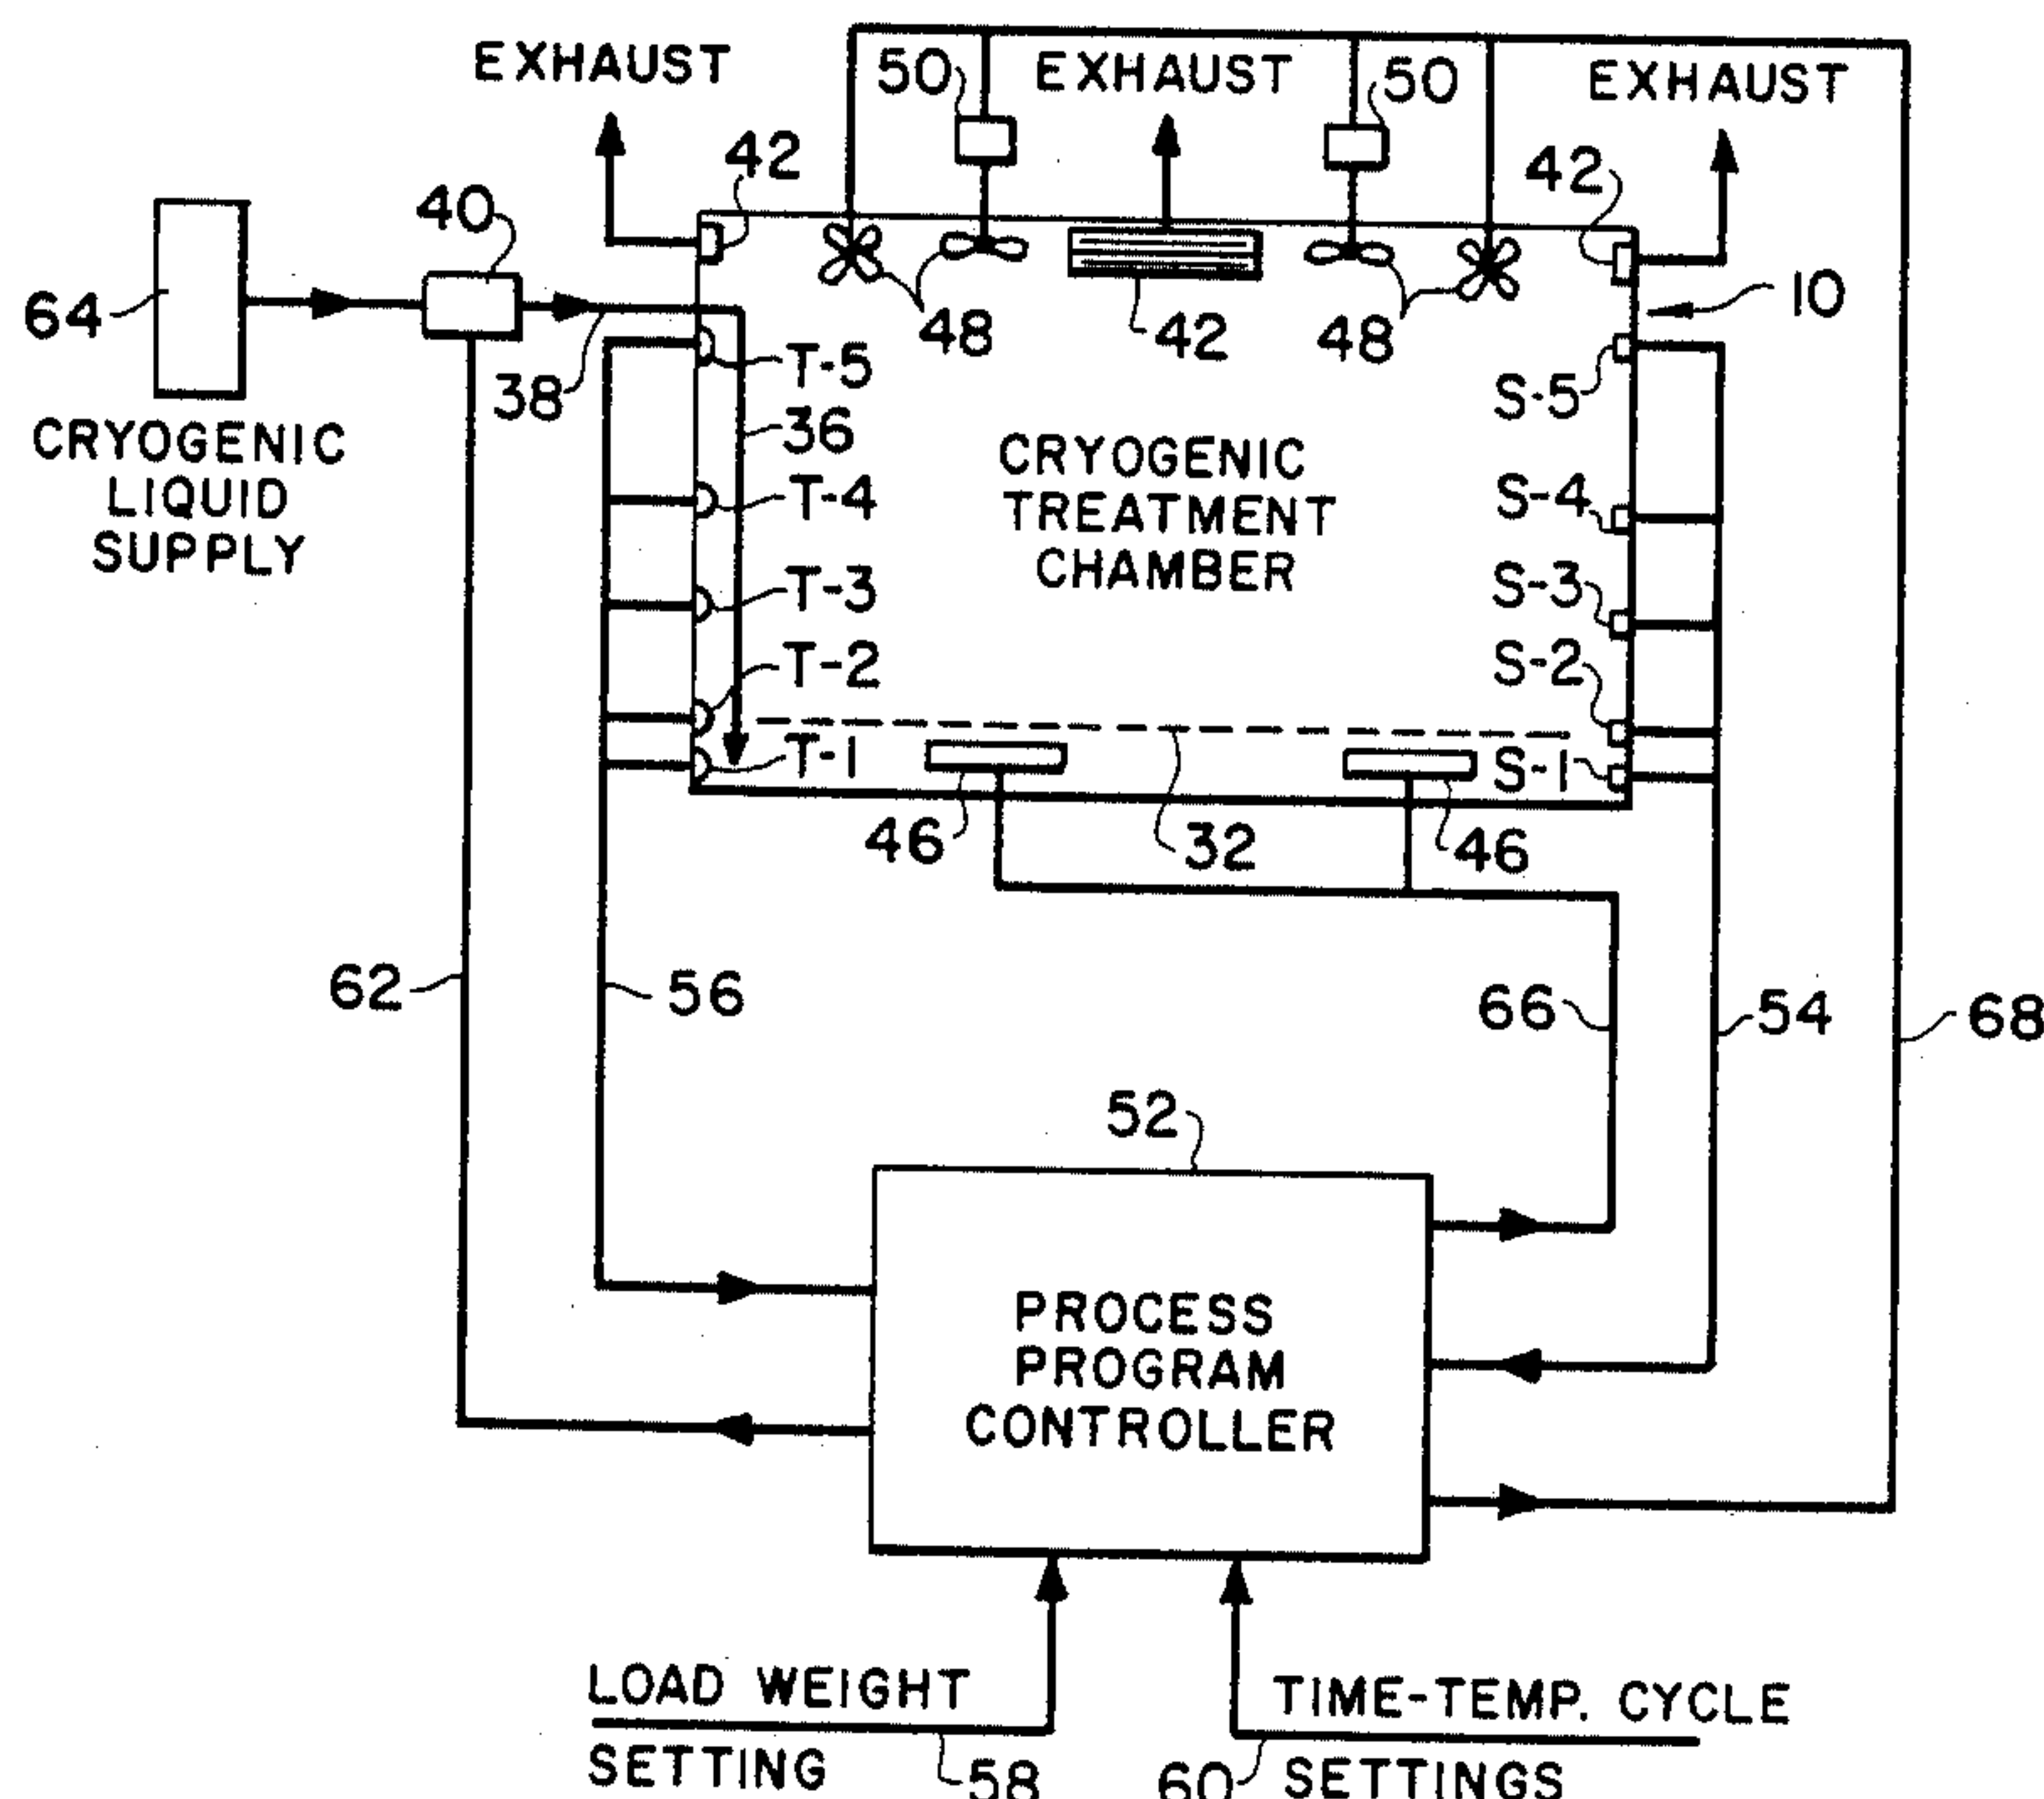 EXHAUST
50
EXHAUST
50
EXHAUST
42
42
40
10
64
48
42
48
38
T-5
S-5
36
CRYOGENIC
LIQUID
SUPPLY
CRYOGENIC
TREATMENT
CHAMBER
T-4
S-4
T-3
S-3
T-2
S-2
T-1
S-1
46
32
46
62
56
66
54
68
52
PROCESS
PROGRAM
CONTROLLER
LOAD WEIGHT
SETTING
58
TIME-TEMP. CYCLE
SETTINGS
60